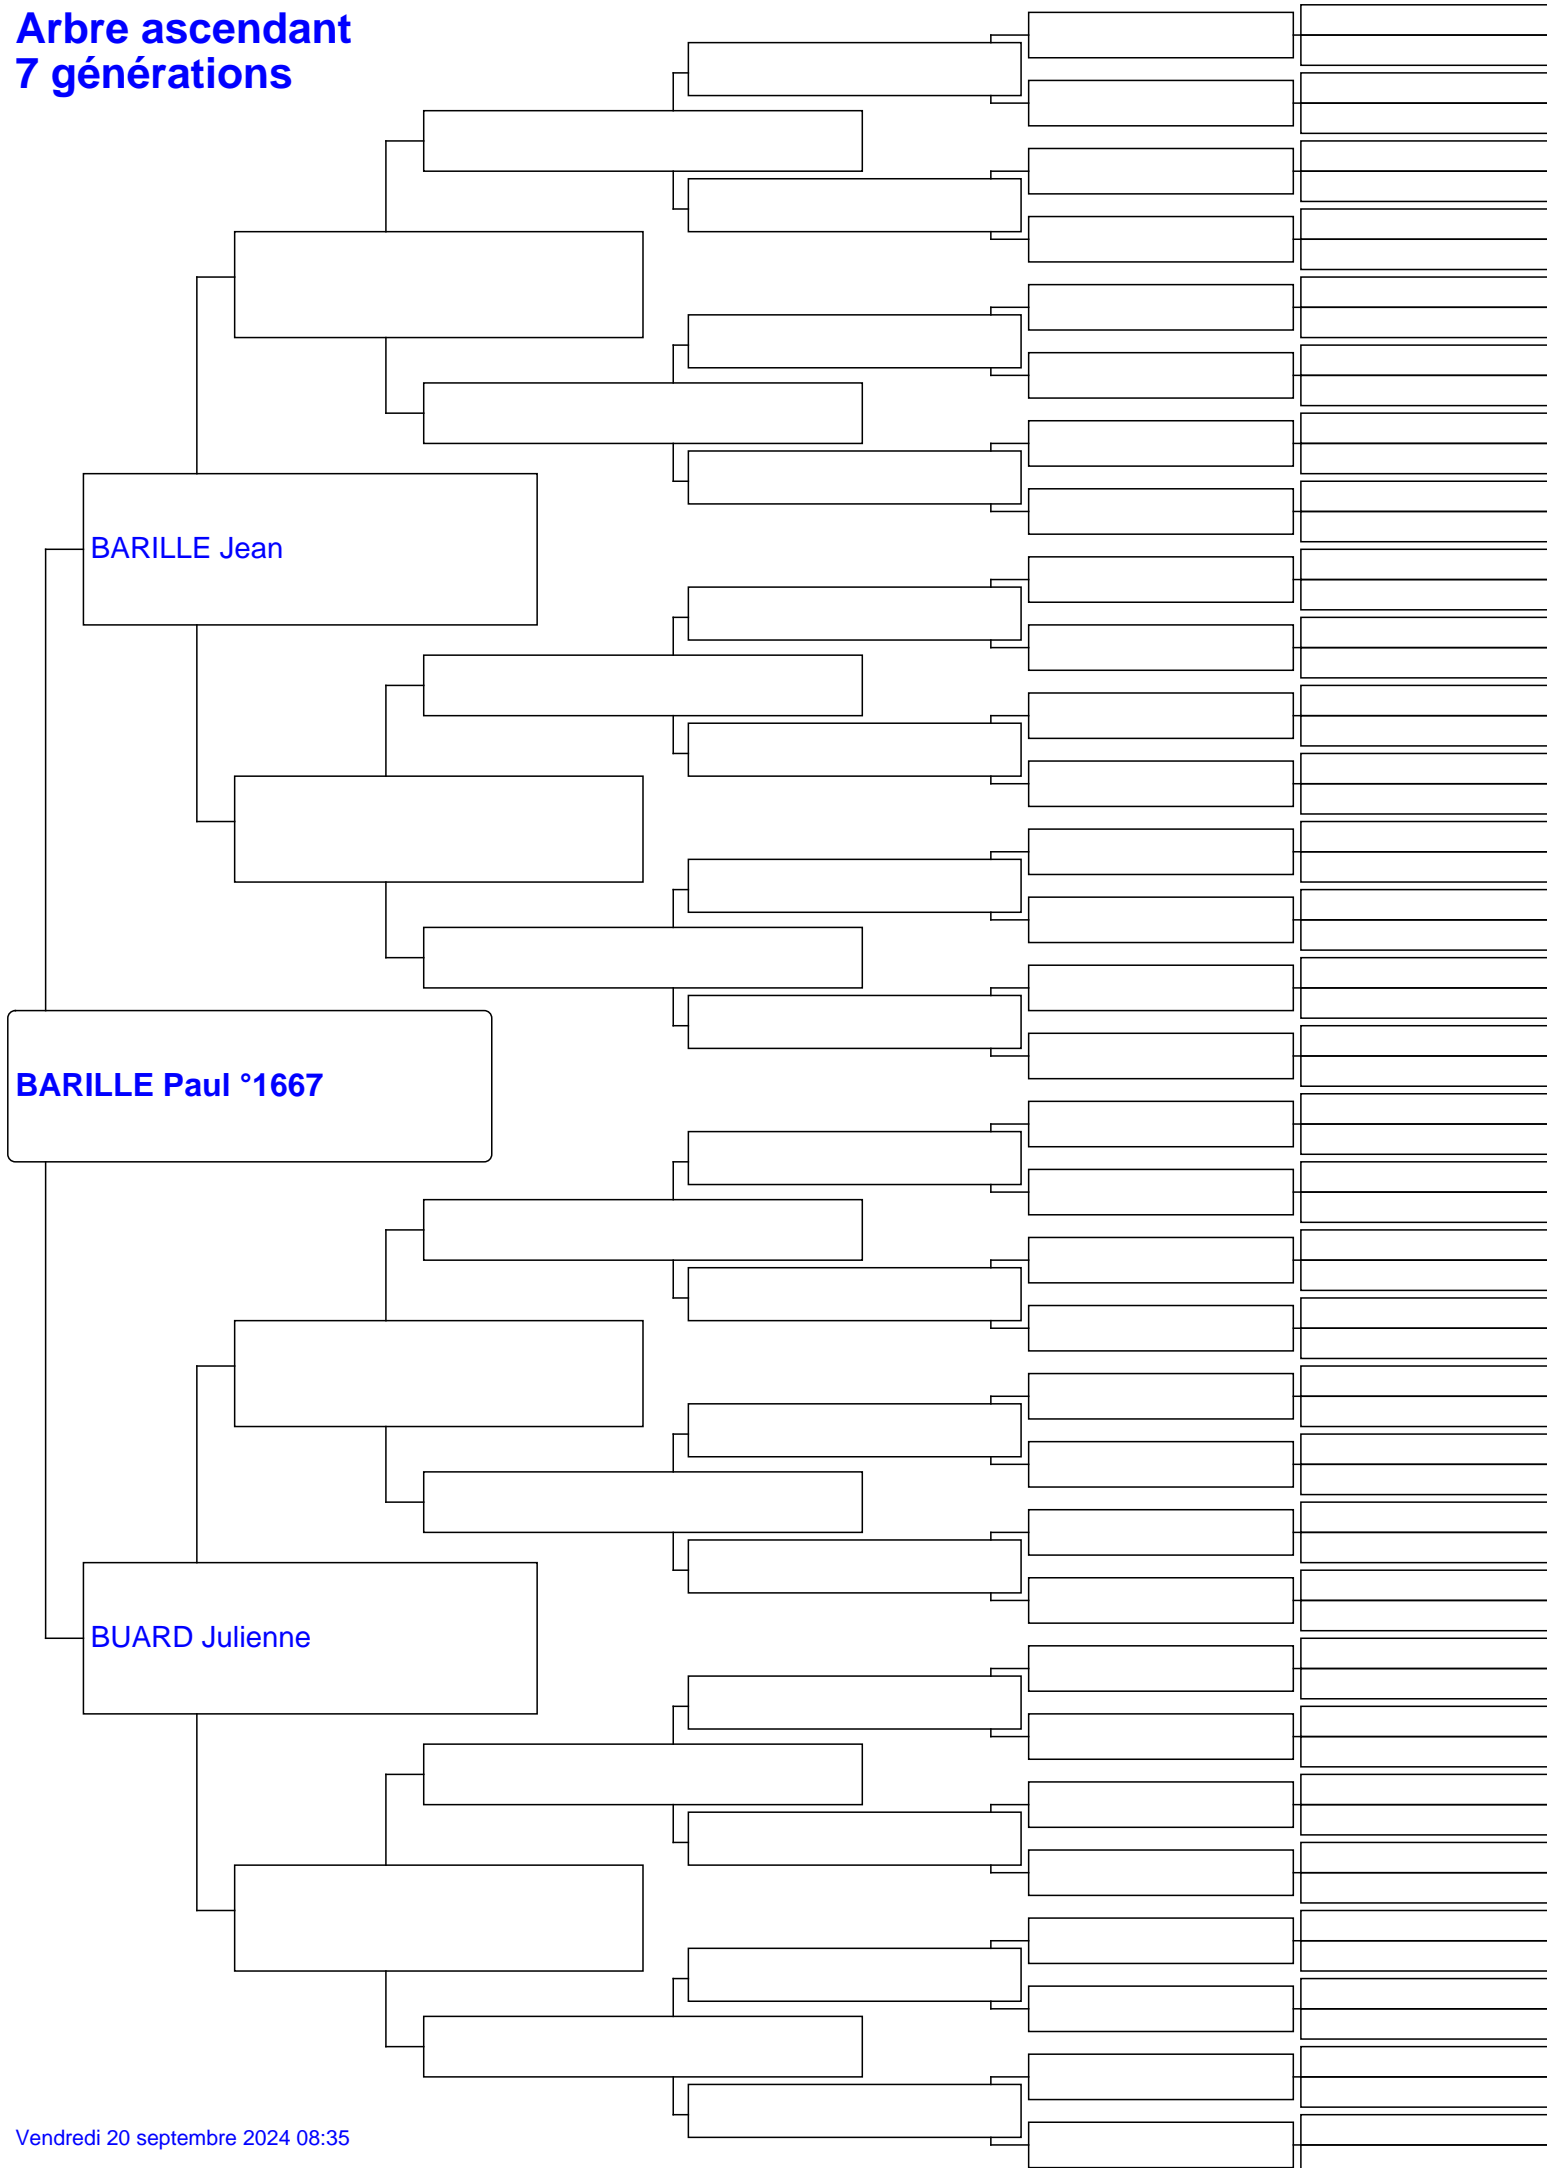 Arbre ascendant
7 générations
BARILLE Jean
BARILLE Paul °1667
BUARD Julienne
Vendredi 20 septembre 2024 08:35